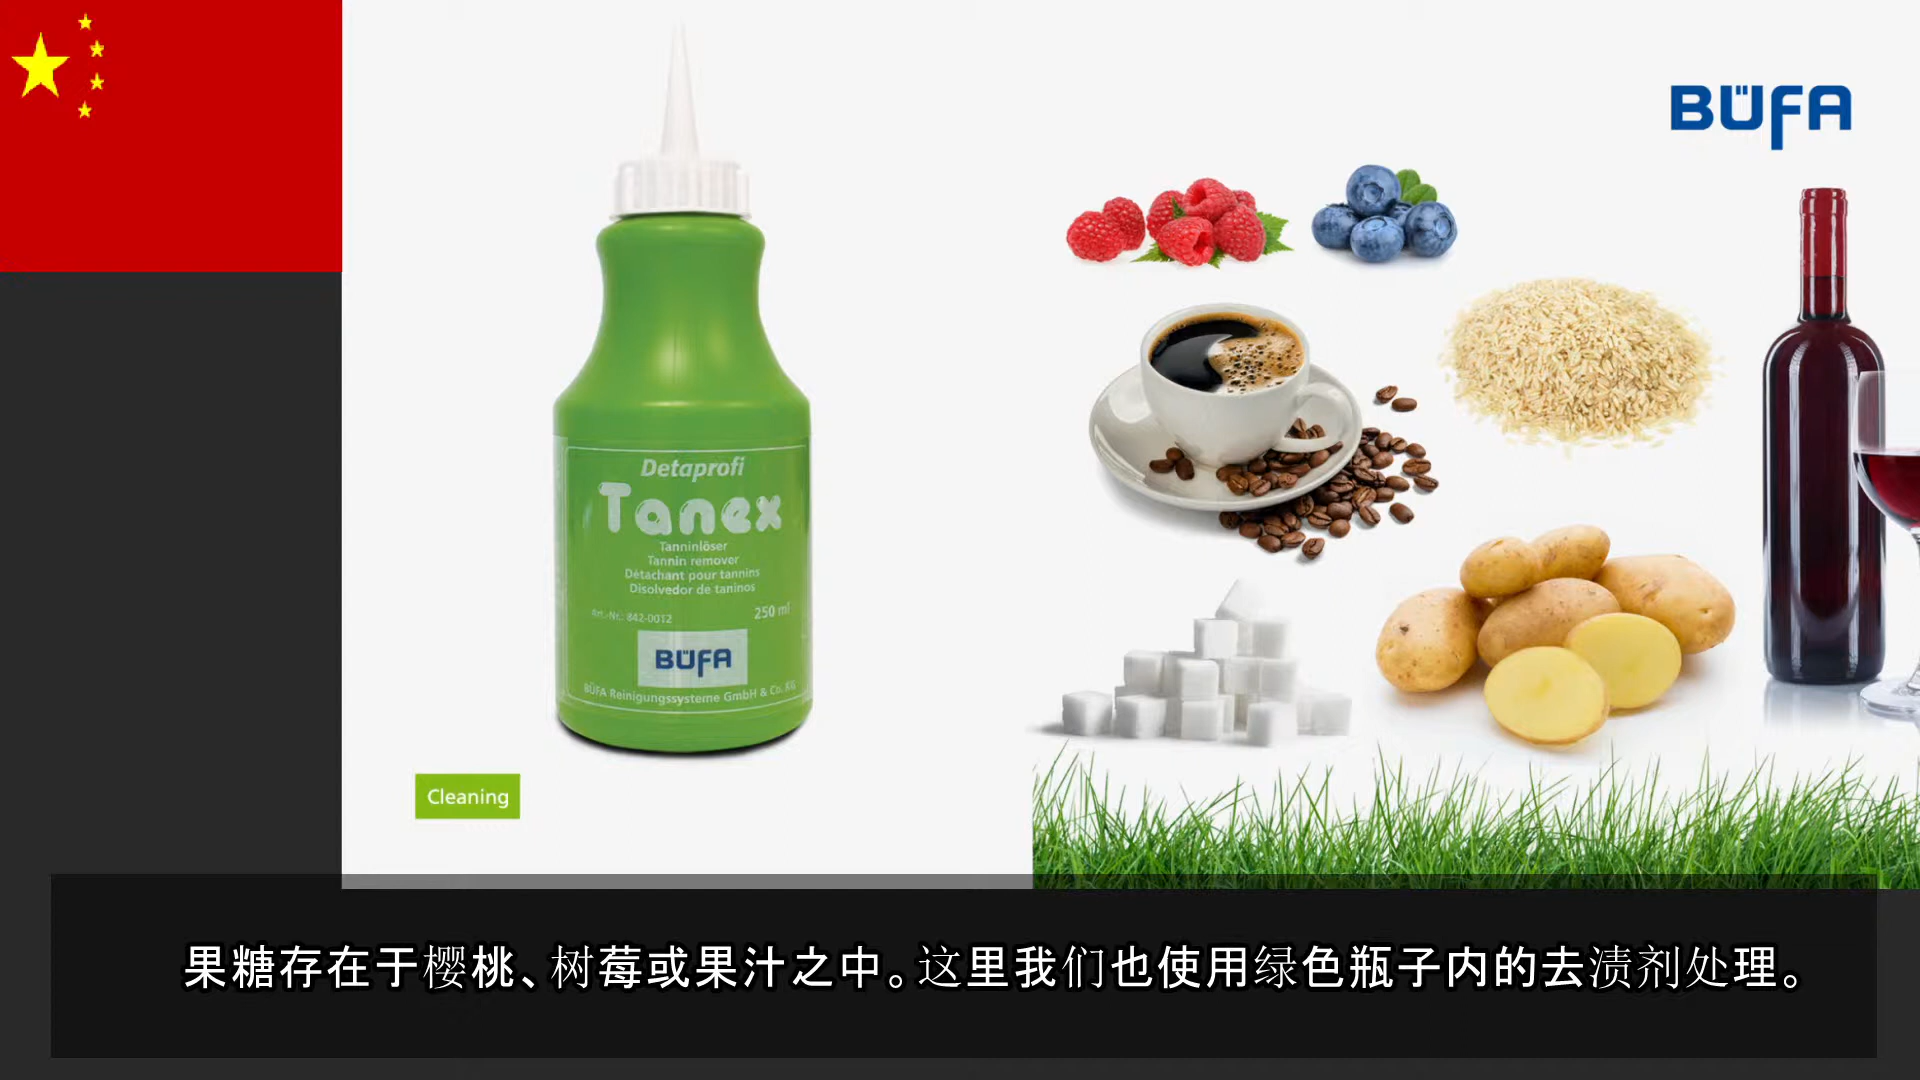 BÜFA
Detaprofi
Tanex
Tanninlöser
Tannin remover
Détachant pour tannins
Disolvedor de taninos
Art.-Nr.: 842-0012
250 ml
BÜFA
BÜFA Reinigungssysteme GmbH & Co. KG
Cleaning
果糖存在于樱桃、树莓或果汁之中。这里我们也使用绿色瓶子内的去渍剂处理。